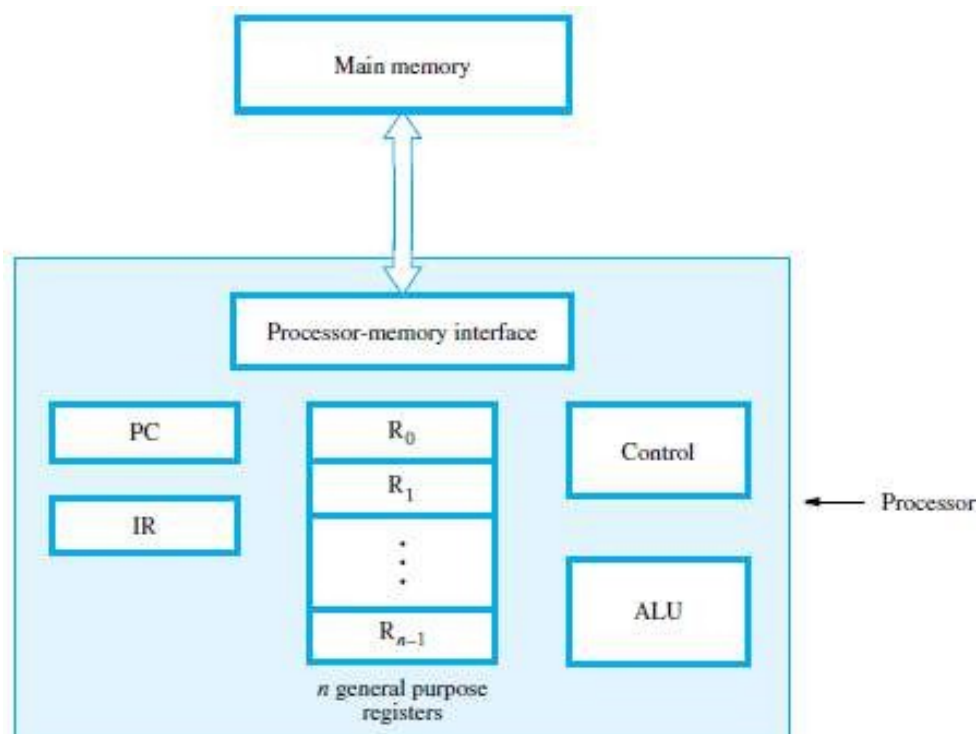 Main memory
Processor-memory interface
PC
IR
R₀
R₁
⋮
Rₙ₋₁
n general purpose
registers
Control
ALU
Processor